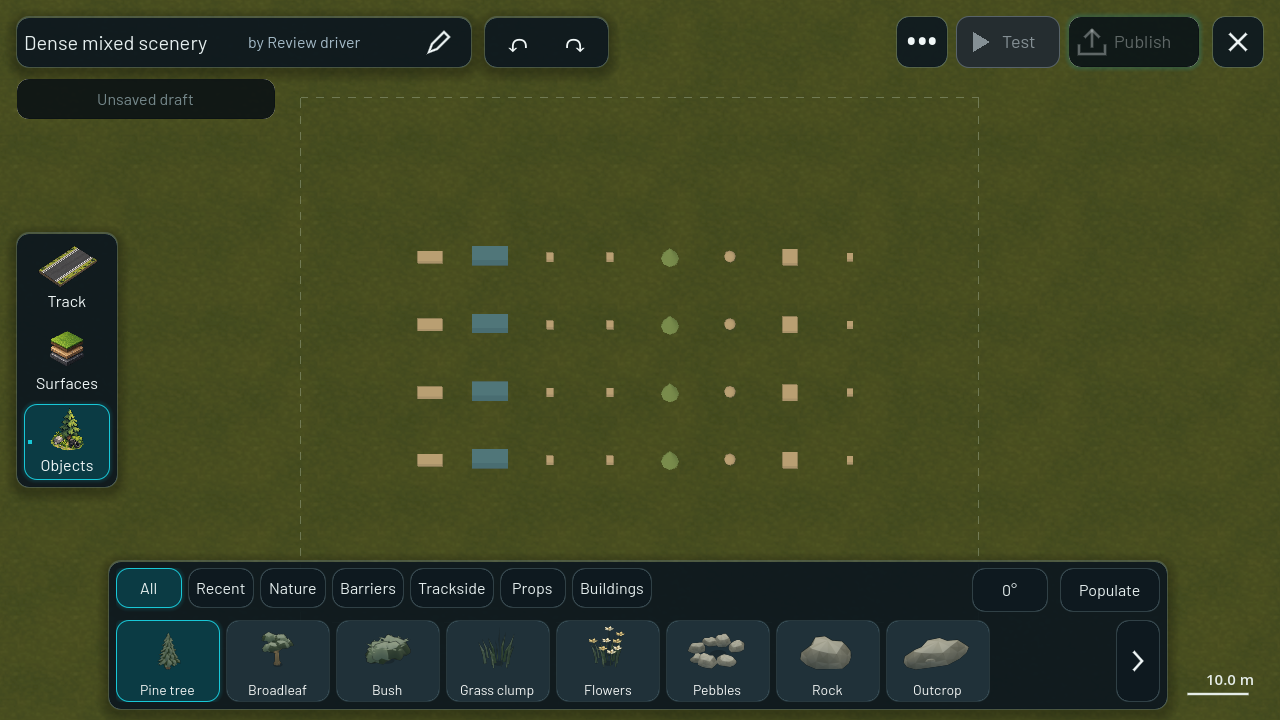 Dense mixed scenery by Review driver
••• Test Publish
Unsaved draft
Track
Surfaces
Objects
All Recent Nature Barriers Trackside Props Buildings 0° Populate
Pine tree Broadleaf Bush Grass clump Flowers Pebbles Rock Outcrop
10.0 m